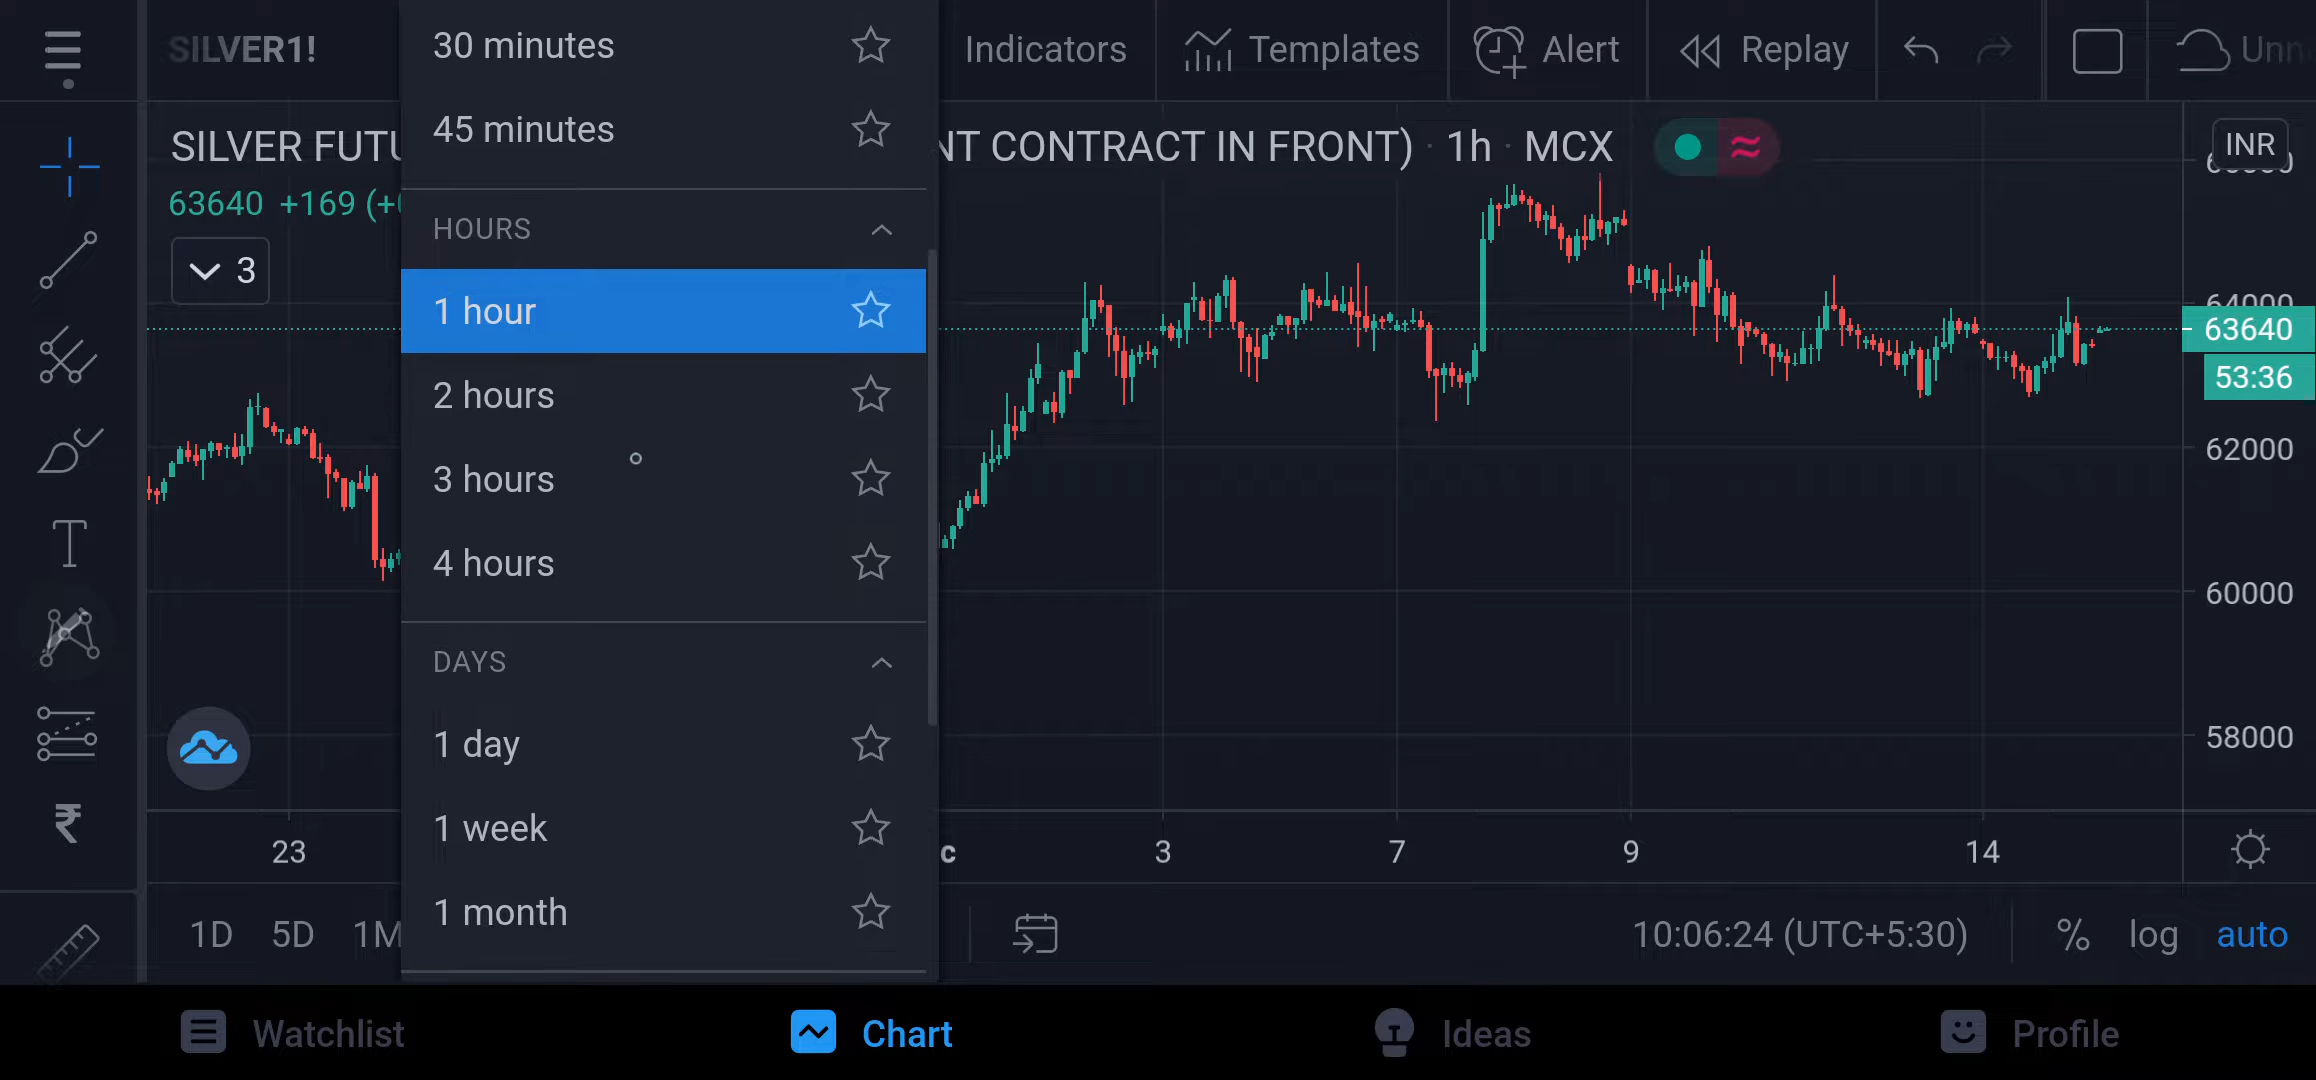 SILVER1!
Indicators
Templates
Alert
Replay
Unn
30 minutes
45 minutes
HOURS
1 hour
2 hours
3 hours
4 hours
DAYS
1 day
1 week
1 month
SILVER FUTU
NT CONTRACT IN FRONT) · 1h · MCX
INR
63640 +169 (+0
3
T
₹
64000
63640
53:36
62000
60000
58000
23
c
3
7
9
14
1D 5D 1M
10:06:24 (UTC+5:30)
%
log
auto
Watchlist
Chart
Ideas
Profile